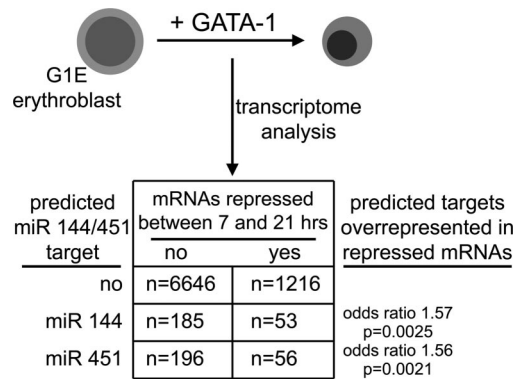 + GATA-1
G1E
erythroblast
transcriptome
analysis
predicted
miR 144/451
target
mRNAs repressed
between 7 and 21 hrs
no yes
predicted targets
overrepresented in
repressed mRNAs
no n=6646 n=1216
miR 144 n=185 n=53 odds ratio 1.57
p=0.0025
miR 451 n=196 n=56 odds ratio 1.56
p=0.0021